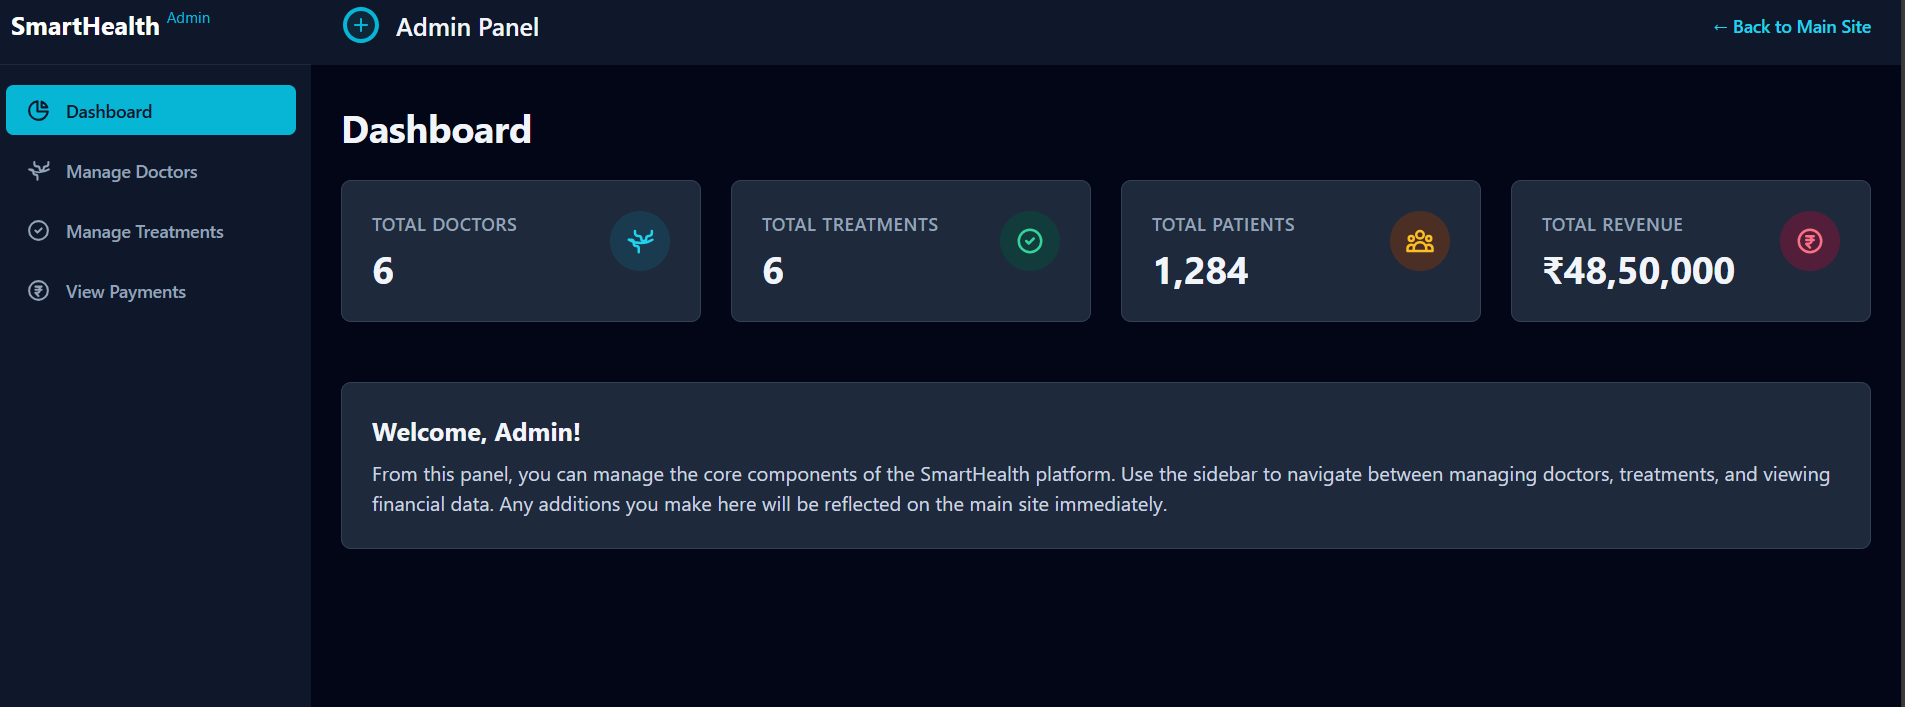 SmartHealth Admin
Admin Panel
← Back to Main Site
Dashboard
Manage Doctors
Manage Treatments
View Payments
Dashboard
TOTAL DOCTORS
6
TOTAL TREATMENTS
6
TOTAL PATIENTS
1,284
TOTAL REVENUE
₹48,50,000
Welcome, Admin!
From this panel, you can manage the core components of the SmartHealth platform. Use the sidebar to navigate between managing doctors, treatments, and viewing
financial data. Any additions you make here will be reflected on the main site immediately.